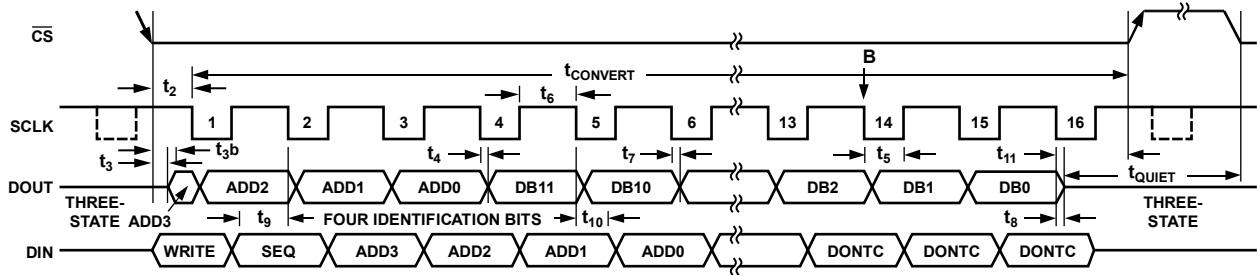 CS
B
tCONVERT
t2
t6
SCLK
1 2 3 4 5 6 13 14 15 16
t3b
t3
t4
t7
t5
t11
tQUIET
DOUT
ADD2 ADD1 ADD0 DB11 DB10 DB2 DB1 DB0
THREE-STATE ADD3
t9
FOUR IDENTIFICATION BITS
t10
t8
THREE-STATE
DIN
WRITE SEQ ADD3 ADD2 ADD1 ADD0 DONTC DONTC DONTC